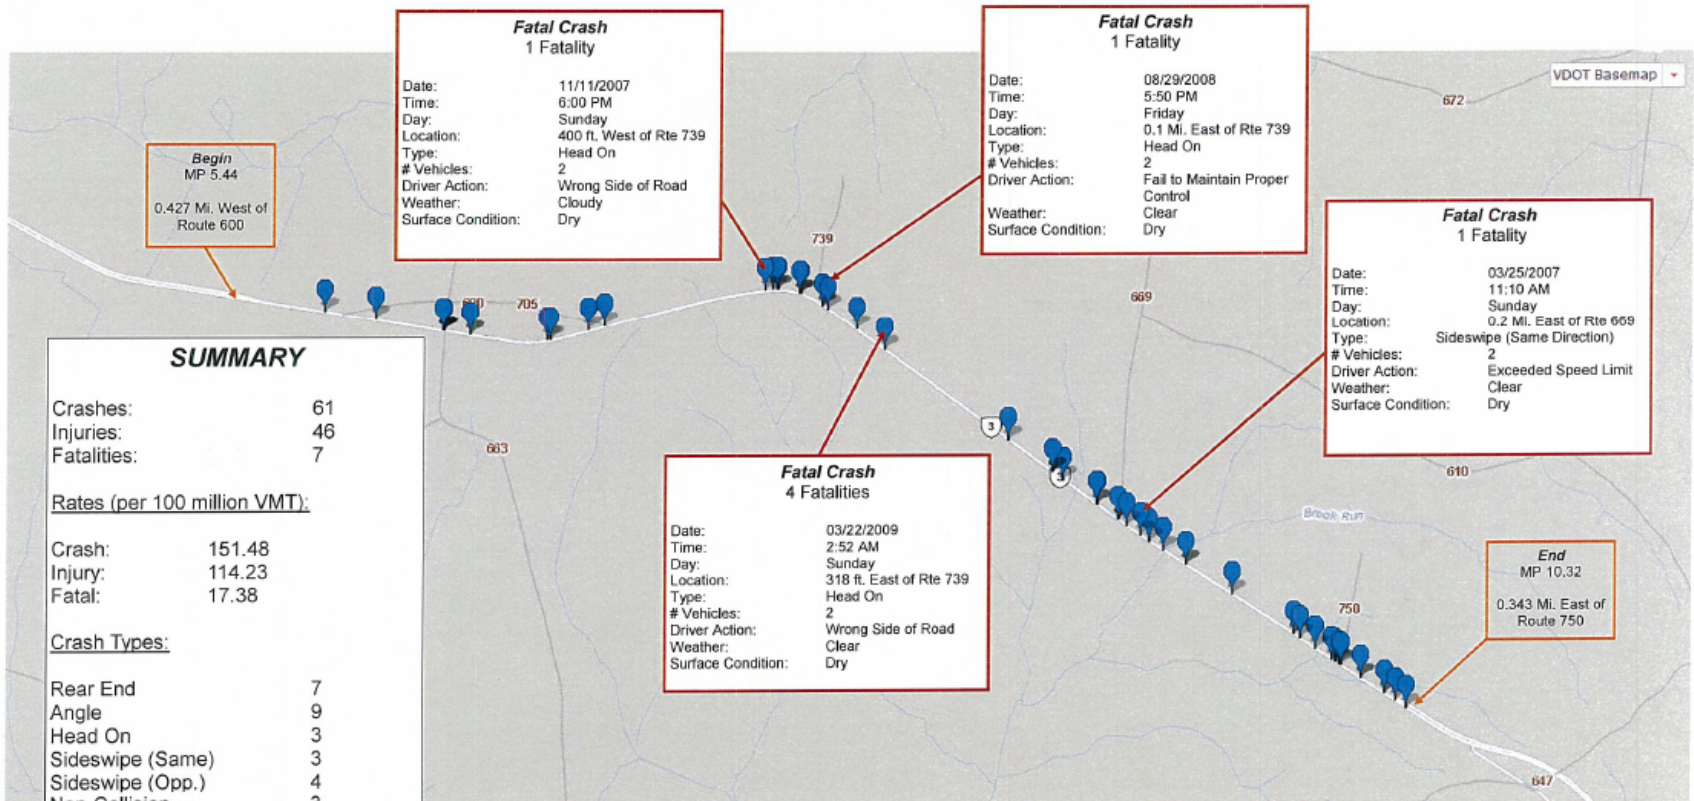 Fatal Crash
1 Fatality
Date: 11/11/2007
Time: 6:00 PM
Day: Sunday
Location: 400 ft. West of Rte 739
Type: Head On
# Vehicles: 2
Driver Action: Wrong Side of Road
Weather: Cloudy
Surface Condition: Dry
Fatal Crash
1 Fatality
Date: 08/29/2008
Time: 5:50 PM
Day: Friday
Location: 0.1 Mi. East of Rte 739
Type: Head On
# Vehicles: 2
Driver Action: Fail to Maintain Proper
Control
Weather: Clear
Surface Condition: Dry
VDOT Basemap
672
Begin
MP 5.44
0.427 Mi. West of
Route 600
739
705
669
Fatal Crash
1 Fatality
Date: 03/25/2007
Time: 11:10 AM
Day: Sunday
Location: 0.2 Mi. East of Rte 669
Type: Sideswipe (Same Direction)
# Vehicles: 2
Driver Action: Exceeded Speed Limit
Weather: Clear
Surface Condition: Dry
SUMMARY
Crashes: 61
Injuries: 46
Fatalities: 7
Rates (per 100 million VMT):
Crash: 151.48
Injury: 114.23
Fatal: 17.38
Crash Types:
Rear End 7
Angle 9
Head On 3
Sideswipe (Same) 3
Sideswipe (Opp.) 4
663
3
3
Fatal Crash
4 Fatalities
Date: 03/22/2009
Time: 2:52 AM
Day: Sunday
Location: 318 ft. East of Rte 739
Type: Head On
# Vehicles: 2
Driver Action: Wrong Side of Road
Weather: Clear
Surface Condition: Dry
610
Brook Run
End
MP 10.32
0.343 Mi. East of
Route 750
750
647